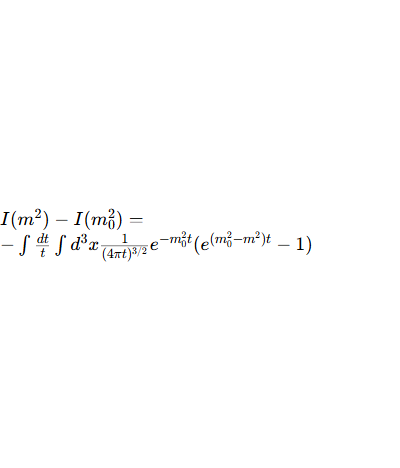 I(m²) − I(m₀²) =
− ∫ dt/t ∫ d³x 1/(4πt)^{3/2} e^{−m₀²t}(e^{(m₀²−m²)t} − 1)